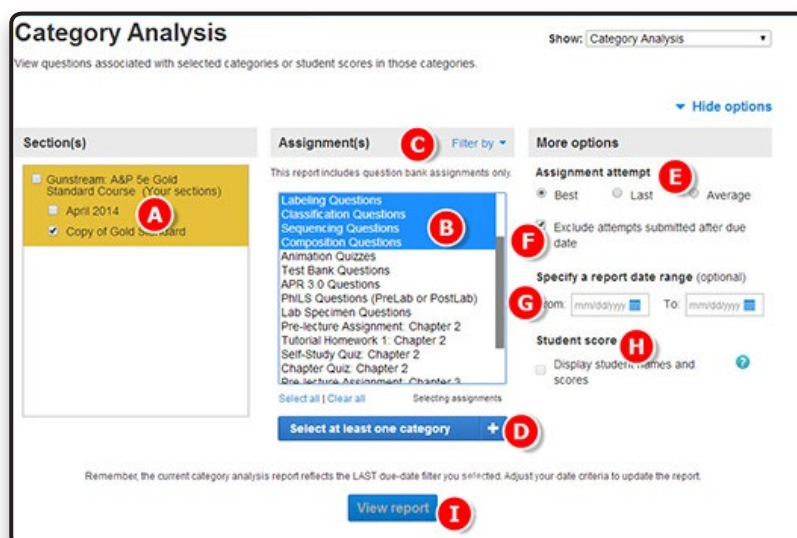 Category Analysis
Show: Category Analysis
View questions associated with selected categories or student scores in those categories.
Hide options
Section(s)
Gunstream: A&P 5e Gold
Standard Course (Your sections)
April 2014
A
Copy of Gold Standard
Assignment(s)
C
Filter by
This report includes question bank assignments only.
Labeling Questions
Classification Questions
Sequencing Questions
B
Composition Questions
Animation Quizzes
Test Bank Questions
APR 3.0 Questions
PhILS Questions (PreLab or PostLab)
Lab Specimen Questions
Pre-lecture Assignment: Chapter 2
Tutorial Homework 1: Chapter 2
Self-Study Quiz: Chapter 2
Chapter Quiz: Chapter 2
Pre-lecture Assignment: Chapter 3
Select all | Clear all
Selecting assignments
Select at least one category +
D
More options
Assignment attempt
E
Best Last Average
F
Exclude attempts submitted after due
date
Specify a report date range (optional)
G
From: mm/dd/yyyy To: mm/dd/yyyy
Student score
H
Display student names and
scores
?
Remember, the current category analysis report reflects the LAST due-date filter you selected. Adjust your date criteria to update the report.
View report
I